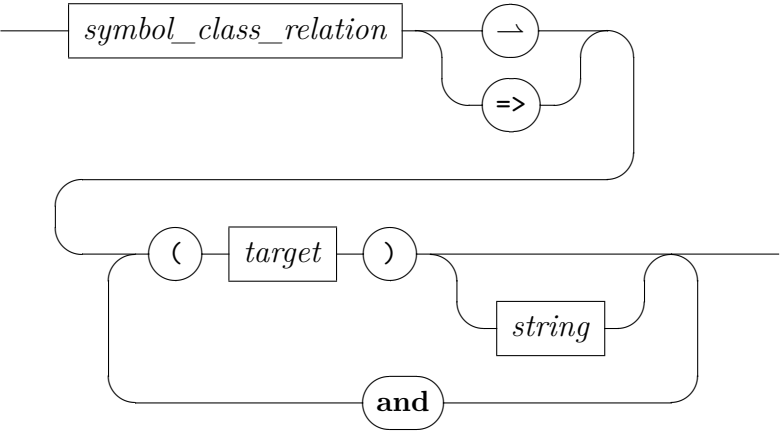 symbol_class_relation ⇀
=>
( target )
string
and